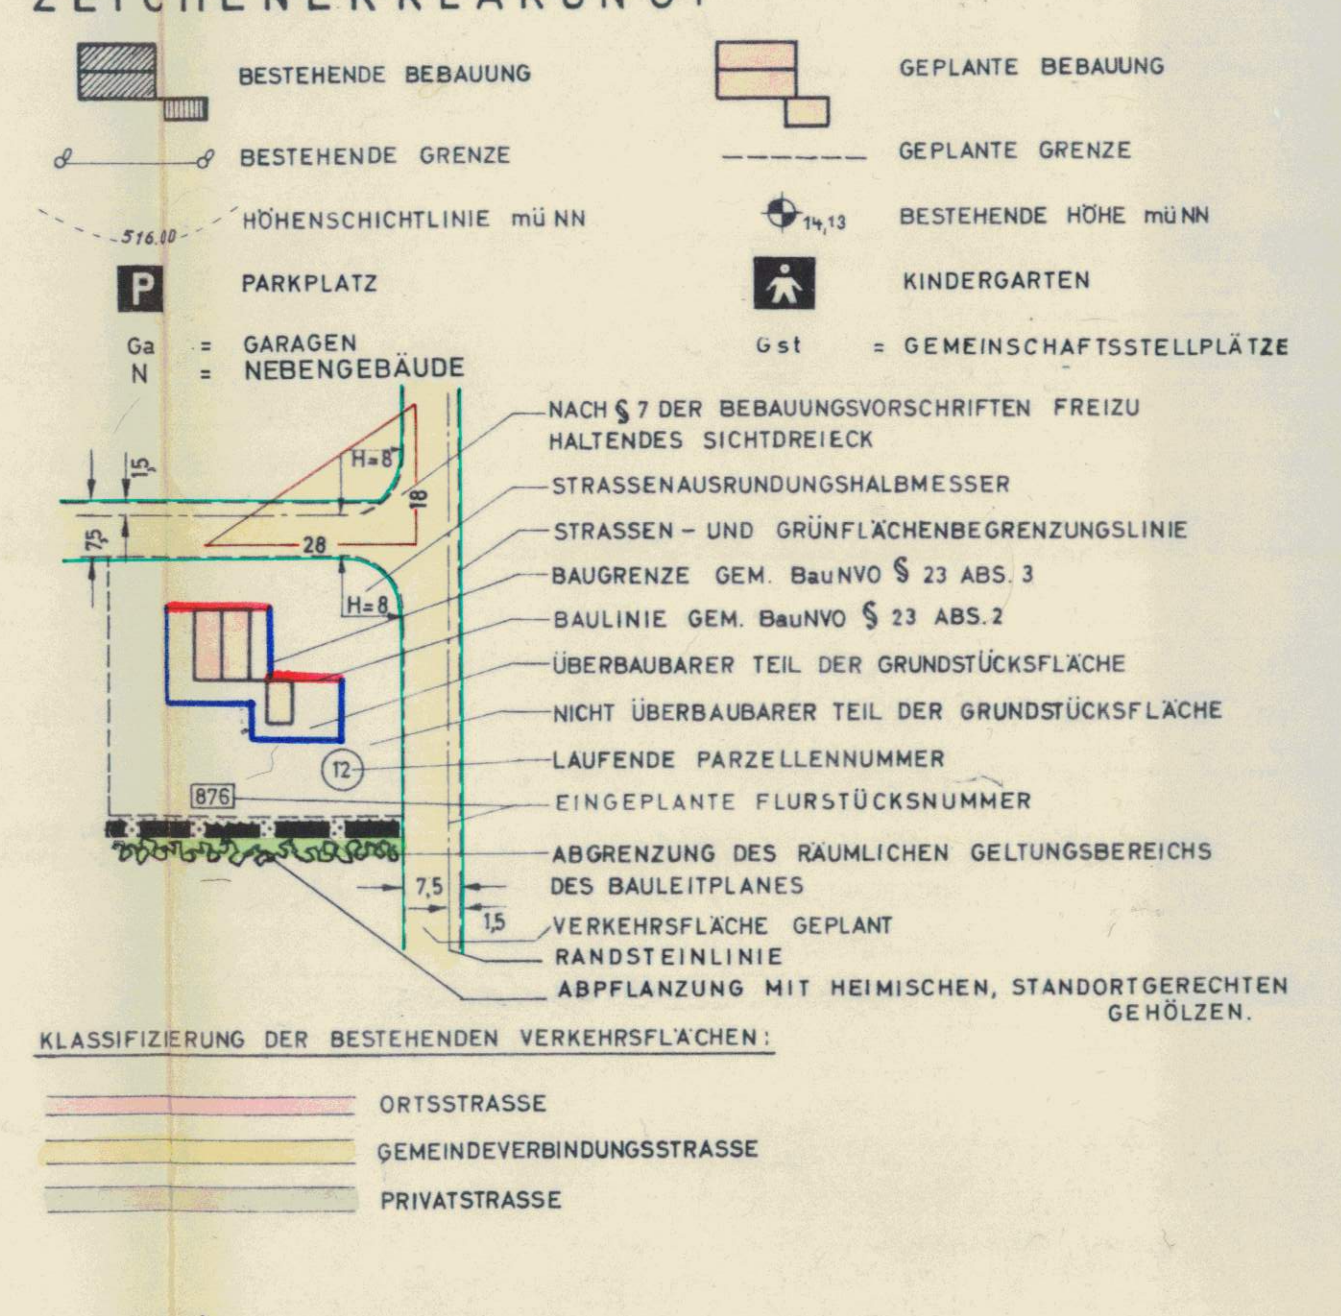 ZEICHENERKLÄRUNG:
BESTEHENDE BEBAUUNG
GEPLANTE BEBAUUNG
BESTEHENDE GRENZE
GEPLANTE GRENZE
516.00
HÖHENSCHICHTLINIE mü NN
14,13
BESTEHENDE HÖHE mü NN
P
PARKPLATZ
KINDERGARTEN
Ga = GARAGEN
Gst = GEMEINSCHAFTSSTELLPLÄTZE
N = NEBENGEBÄUDE
NACH § 7 DER BEBAUUNGSVORSCHRIFTEN FREIZU
HALTENDES SICHTDREIECK
1,5
H=8
18
STRASSENAUSRUNDUNGSHALBMESSER
7,5
28
STRASSEN- UND GRÜNFLÄCHENBEGRENZUNGSLINIE
BAUGRENZE GEM. BauNVO § 23 ABS. 3
H=8
BAULINIE GEM. BauNVO § 23 ABS. 2
ÜBERBAUBARER TEIL DER GRUNDSTÜCKSFLÄCHE
NICHT ÜBERBAUBARER TEIL DER GRUNDSTÜCKSFLÄCHE
12
LAUFENDE PARZELLENNUMMER
876
EINGEPLANTE FLURSTÜCKSNUMMER
ABGRENZUNG DES RÄUMLICHEN GELTUNGSBEREICHS
DES BAULEITPLANES
7,5
1,5
VERKEHRSFLÄCHE GEPLANT
RANDSTEINLINIE
ABPFLANZUNG MIT HEIMISCHEN, STANDORTGERECHTEN
GEHÖLZEN.
KLASSIFIZIERUNG DER BESTEHENDEN VERKEHRSFLÄCHEN:
ORTSSTRASSE
GEMEINDEVERBINDUNGSSTRASSE
PRIVATSTRASSE